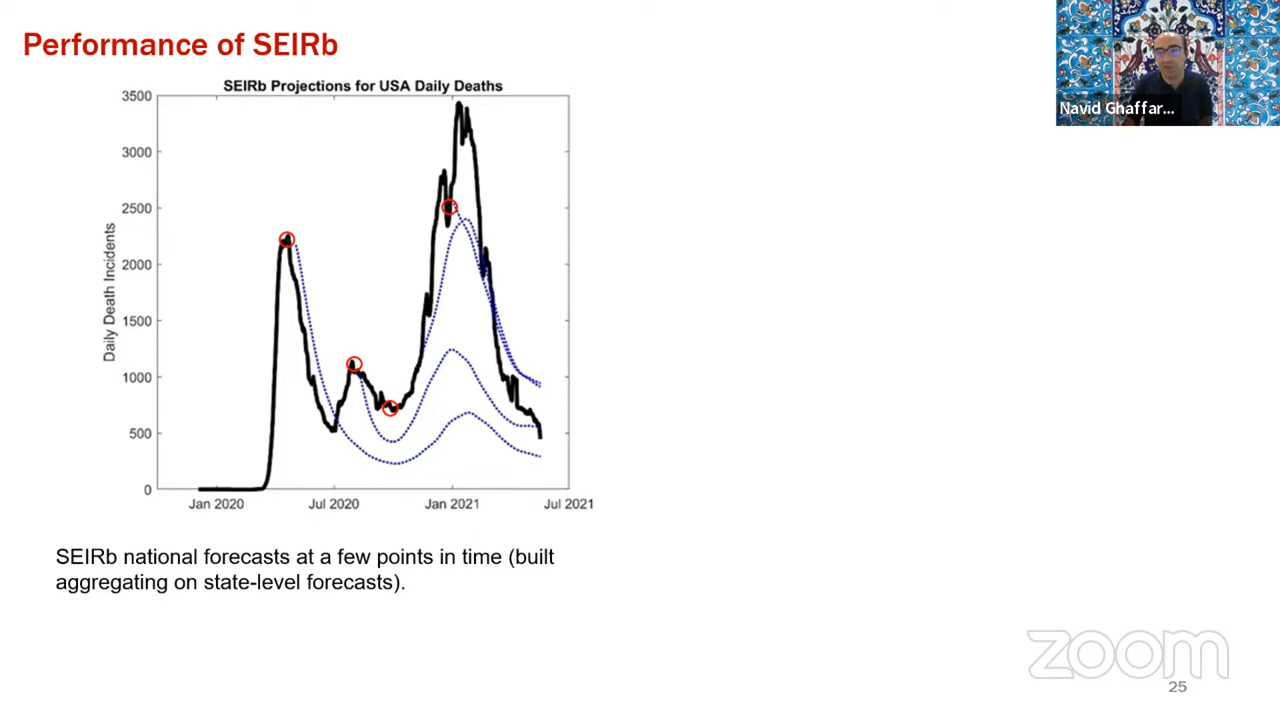 Performance of SEIRb
Navid Ghaffar...
SEIRb Projections for USA Daily Deaths
3500
3000
2500
2000
1500
1000
500
0
Daily Death Incidents
Jan 2020
Jul 2020
Jan 2021
Jul 2021
SEIRb national forecasts at a few points in time (built
aggregating on state-level forecasts).
zoom
25